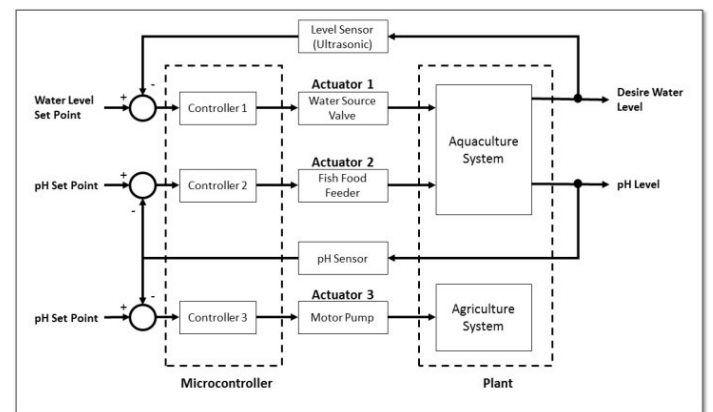 Level Sensor
(Ultrasonic)
-
Actuator 1
Water Level
Set Point
+
Controller 1
Water Source
Valve
Aquaculture
System
Desire Water
Level
Actuator 2
pH Set Point
+
-
Controller 2
Fish Food
Feeder
pH Level
pH Sensor
-
Actuator 3
pH Set Point
+
Controller 3
Motor Pump
Agriculture
System
Microcontroller
Plant